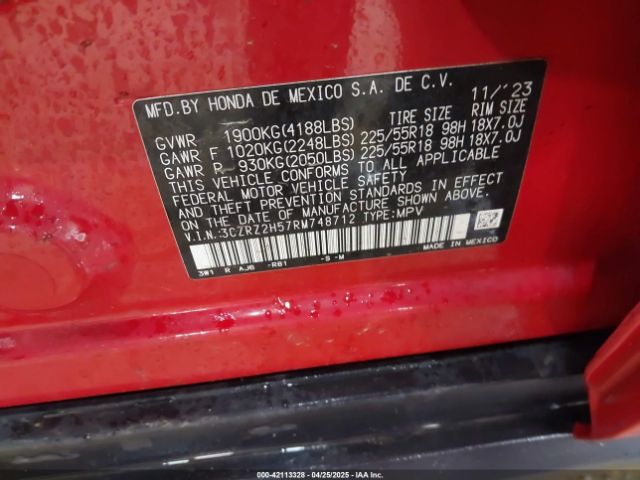 MFD.BY HONDA DE MEXICO S.A. DE C.V. 11/'23
TIRE SIZE RIM SIZE
GVWR 1900KG(4188LBS)
GAWR F 1020KG(2248LBS) 225/55R18 98H 18X7.0J
GAWR R 930KG(2050LBS) 225/55R18 98H 18X7.0J
THIS VEHICLE CONFORMS TO ALL APPLICABLE
FEDERAL MOTOR VEHICLE SAFETY
AND THEFT PREVENTION STANDARDS IN EFFECT
ON THE DATE OF MANUFACTURE SHOWN ABOVE.
V.I.N.:3CZRZ2H57RM748712 TYPE:MPV
MADE IN MEXICO
3W1 R AJ6 -R81 -S -M
000-42113328 04/25/2025 IAA Inc.